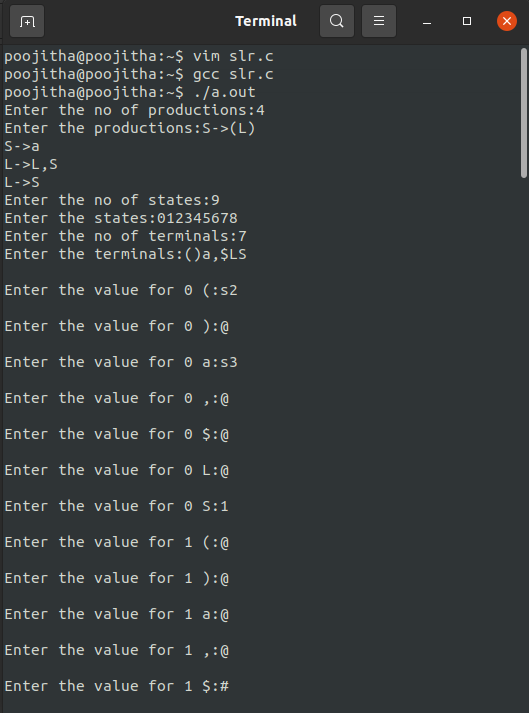 Terminal
poojitha@poojitha:~$ vim slr.c
poojitha@poojitha:~$ gcc slr.c
poojitha@poojitha:~$ ./a.out
Enter the no of productions:4
Enter the productions:S->(L)
S->a
L->L,S
L->S
Enter the no of states:9
Enter the states:012345678
Enter the no of terminals:7
Enter the terminals:()a,$LS
Enter the value for 0 (:s2
Enter the value for 0 ):@
Enter the value for 0 a:s3
Enter the value for 0 ,:@
Enter the value for 0 $:@
Enter the value for 0 L:@
Enter the value for 0 S:1
Enter the value for 1 (:@
Enter the value for 1 ):@
Enter the value for 1 a:@
Enter the value for 1 ,:@
Enter the value for 1 $:#